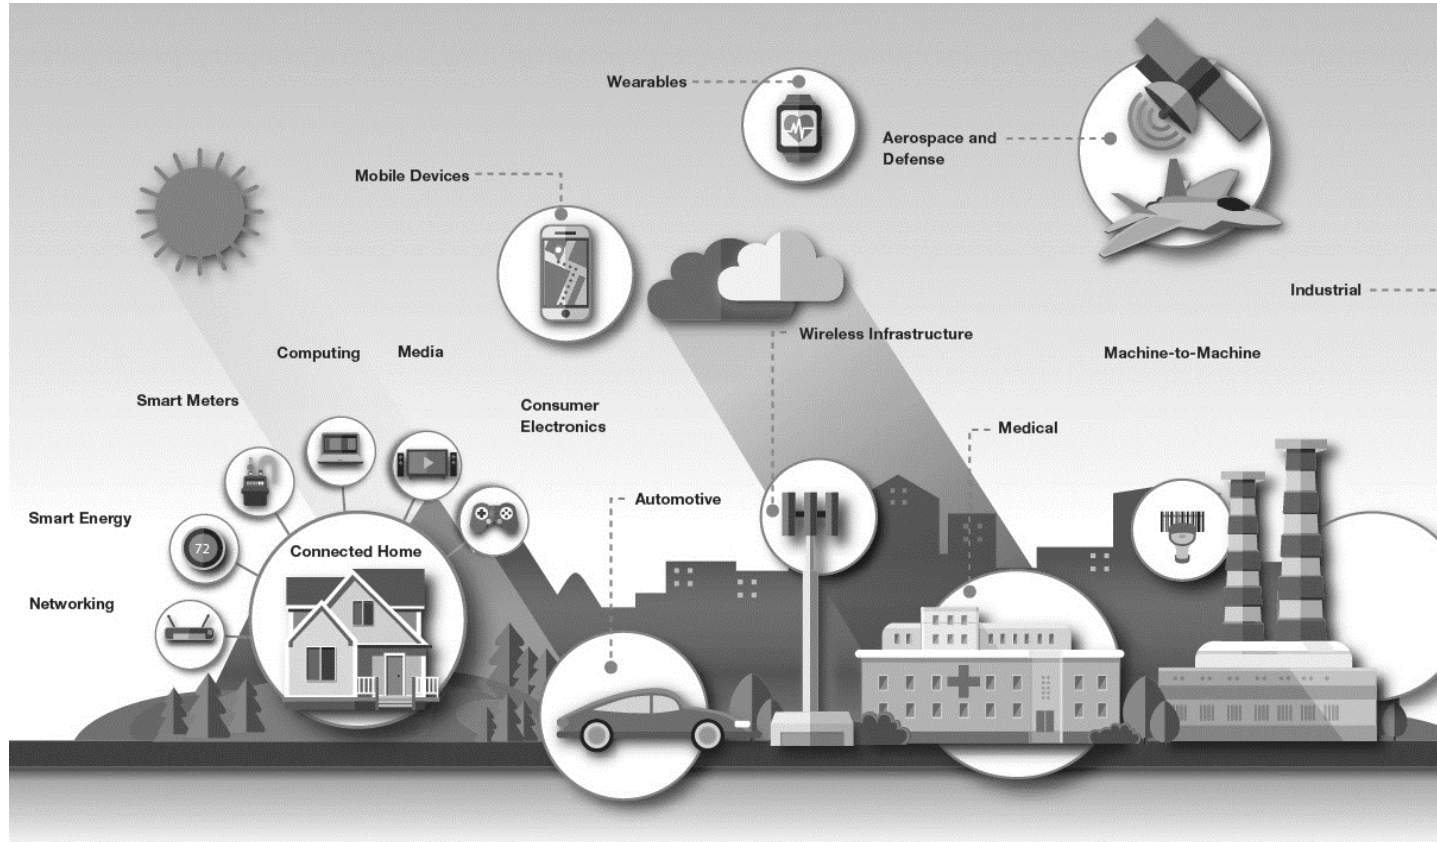 Wearables
Aerospace and
Defense
Mobile Devices
Industrial
Wireless Infrastructure
Computing
Media
Machine-to-Machine
Smart Meters
Consumer
Electronics
Medical
Automotive
Smart Energy
72
Connected Home
Networking